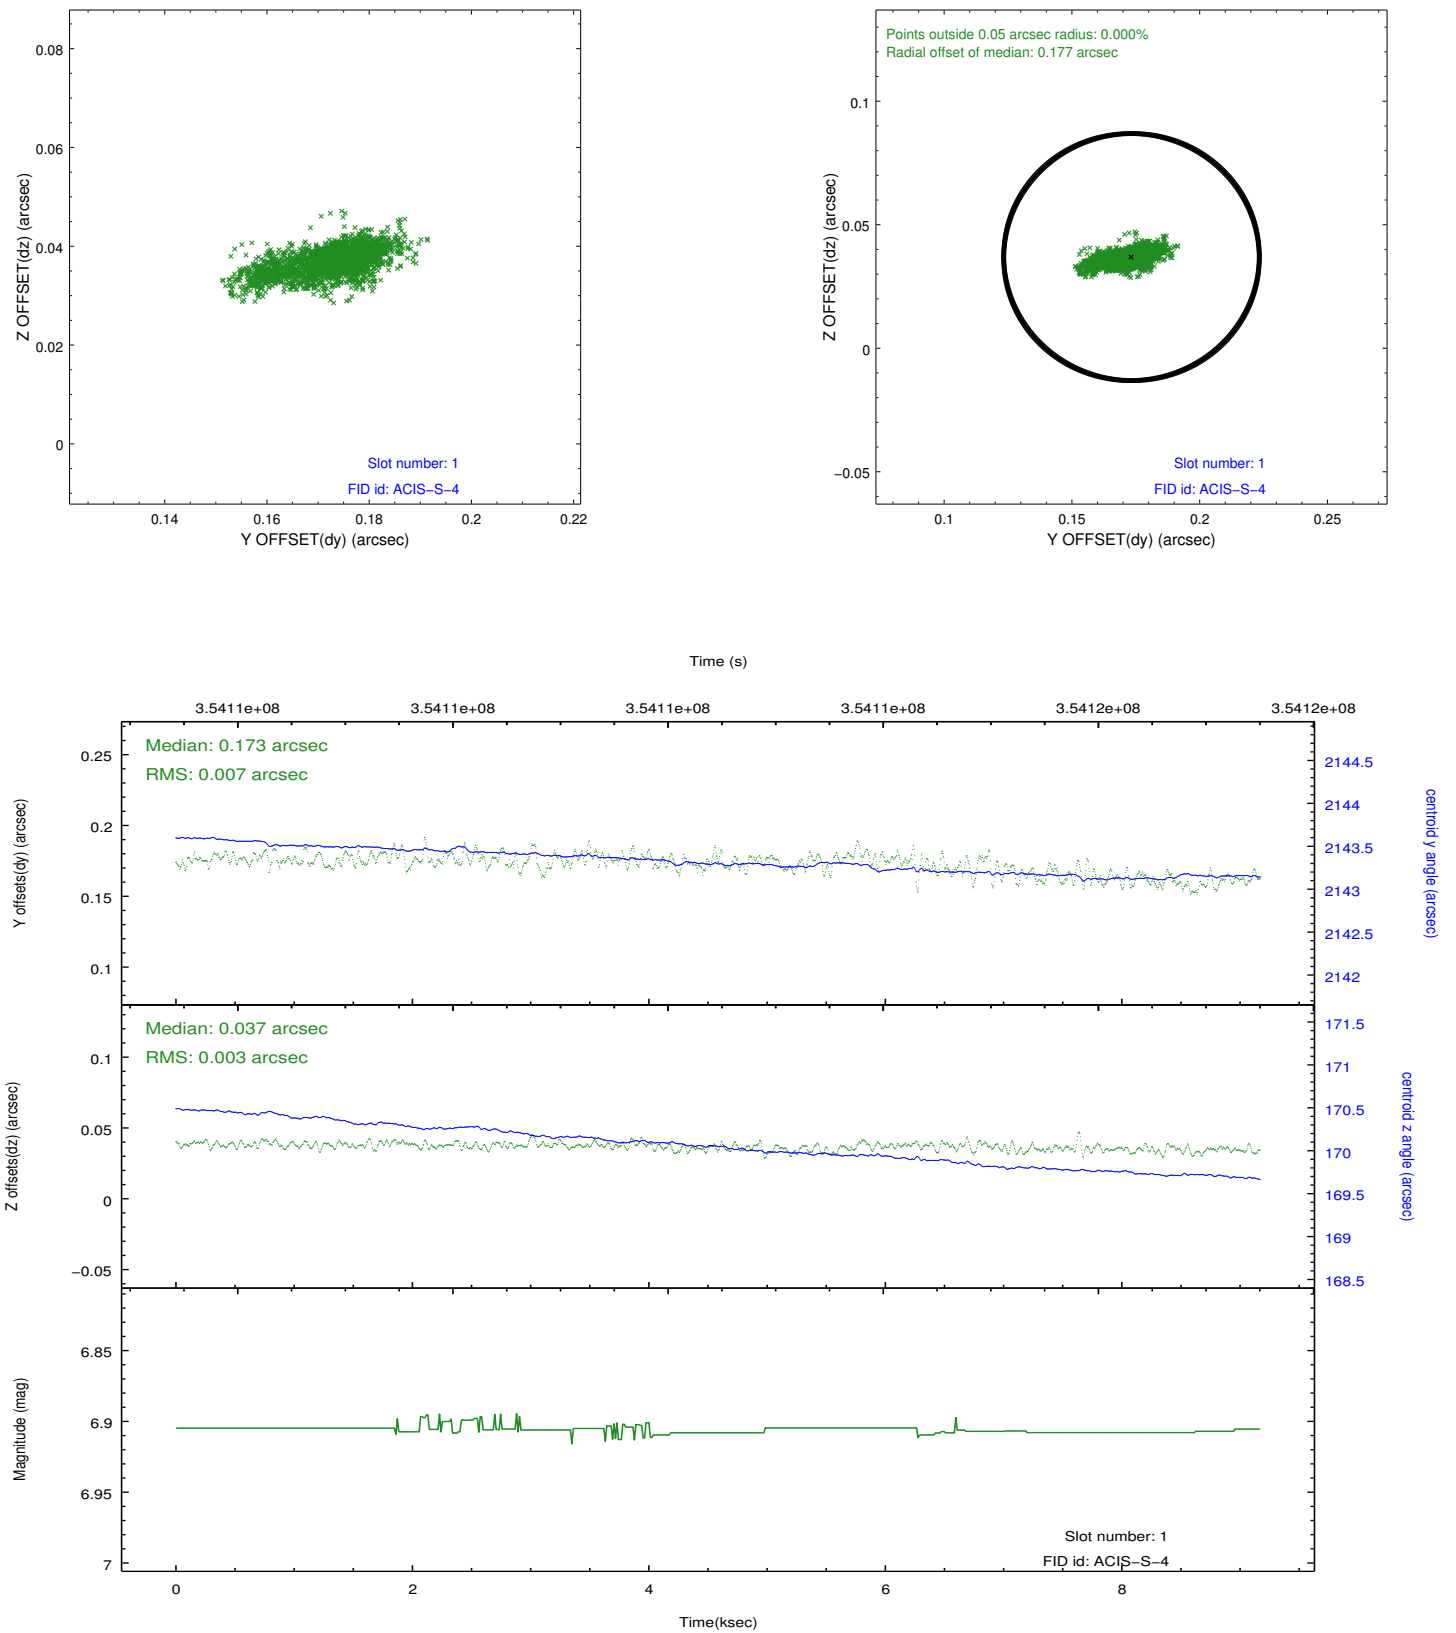 0.08
0.06
0.04
0.02
0
Z OFFSET(dz) (arcsec)
Slot number: 1
FID id: ACIS−S−4
0.14 0.16 0.18 0.2 0.22
Y OFFSET(dy) (arcsec)
Points outside 0.05 arcsec radius: 0.000%
Radial offset of median: 0.177 arcsec
0.1
0.05
0
−0.05
Z OFFSET(dz) (arcsec)
Slot number: 1
FID id: ACIS−S−4
0.1 0.15 0.2 0.25
Y OFFSET(dy) (arcsec)
Time (s)
3.5411e+08 3.5411e+08 3.5411e+08 3.5411e+08 3.5412e+08 3.5412e+08
Median: 0.173 arcsec
RMS: 0.007 arcsec
0.25
0.2
0.15
0.1
Y offsets(dy) (arcsec)
2144.5
2144
2143.5
2143
2142.5
2142
centroid y angle (arcsec)
Median: 0.037 arcsec
RMS: 0.003 arcsec
0.1
0.05
0
−0.05
Z offsets(dz) (arcsec)
171.5
171
170.5
170
169.5
169
168.5
centroid z angle (arcsec)
6.85
6.9
6.95
7
Magnitude (mag)
Slot number: 1
FID id: ACIS−S−4
0 2 4 6 8
Time(ksec)